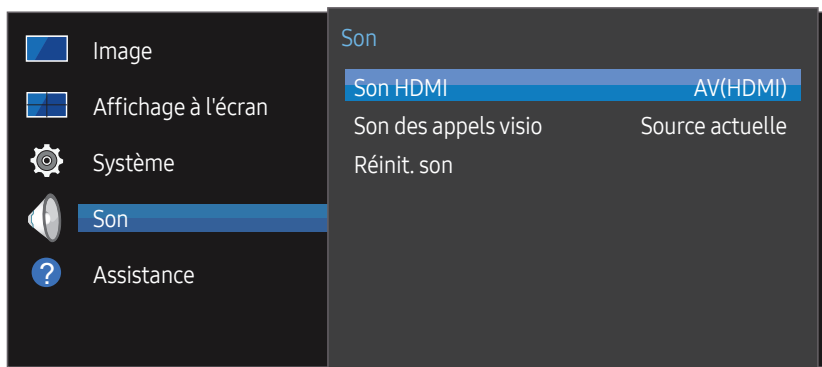 Image
Affichage à l'écran
Système
Son
Assistance
Son
Son HDMI AV(HDMI)
Son des appels visio Source actuelle
Réinit. son